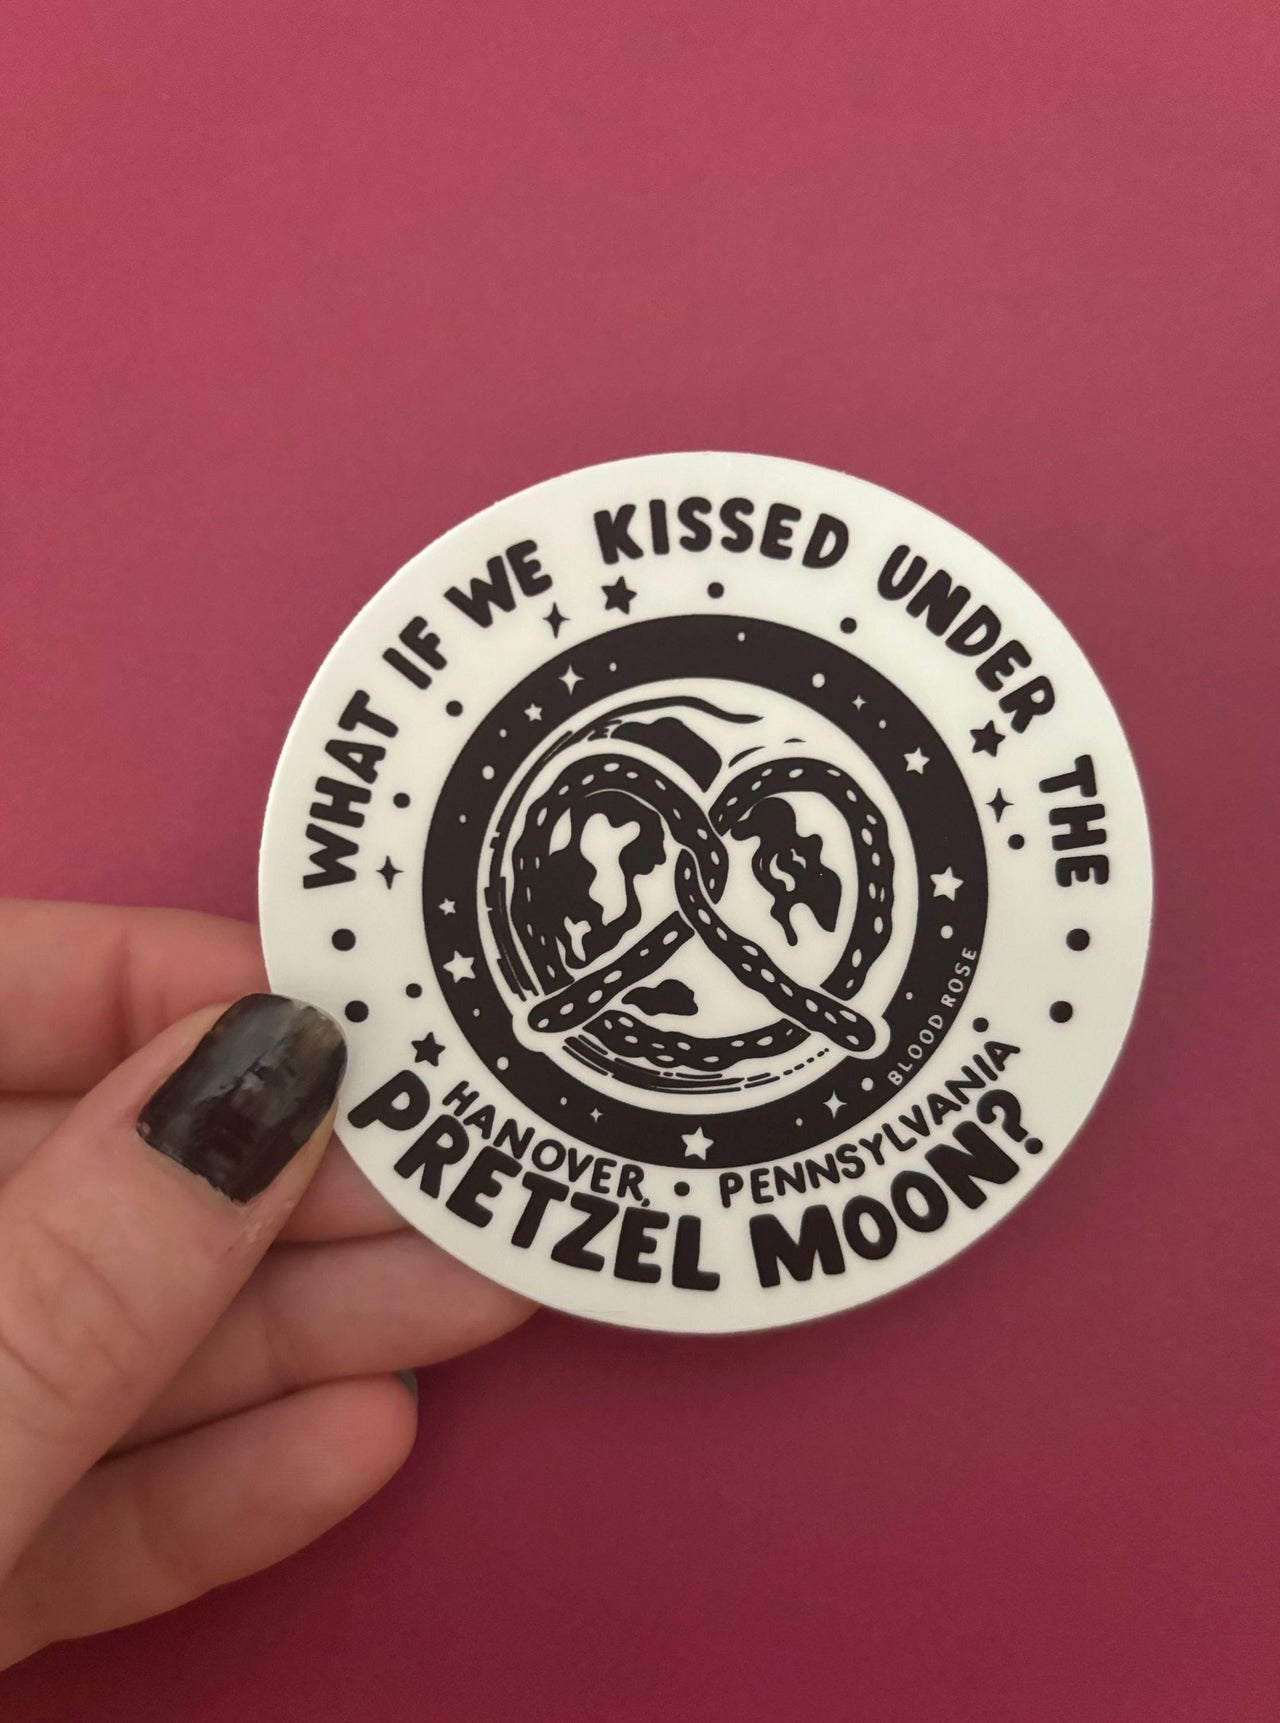 WHAT IF WE KISSED UNDER THE
BLOOD ROSE
HANOVER, • PENNSYLVANIA
PRETZEL MOON?